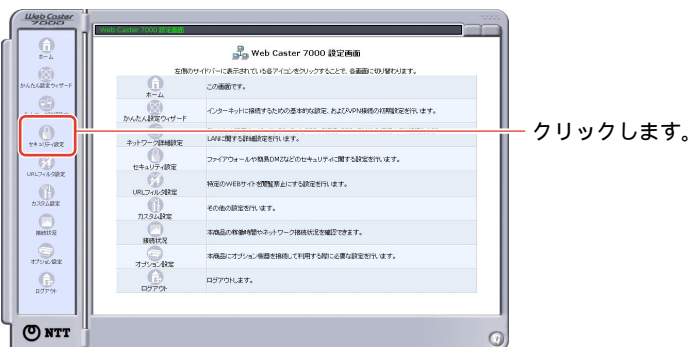 Web Caster
7000
Web Caster 7000 設定画面
Web Caster 7000 設定画面
左側のサイドバーに表示されている各アイコンをクリックすることで、各画面に切り替わります。
ホーム
かんたん設定ウィザード
セキュリティ設定
URLフィルタ設定
カスタム設定
接続状況
オプション設定
ログアウト
ホーム
この画面です。
かんたん設定ウィザード
インターネットに接続するための基本的な設定、およびVPN接続の初期設定を行います。
ネットワーク詳細設定
LANに関する詳細設定を行います。
セキュリティ設定
ファイアウォールや簡易DMZなどのセキュリティに関する設定を行います。
URLフィルタ設定
特定のWEBサイトを閲覧禁止にする設定を行います。
カスタム設定
その他の設定を行います。
接続状況
本商品の稼働時間やネットワーク接続状況を確認できます。
オプション設定
本商品にオプション機器を接続して利用する際に必要な設定を行います。
ログアウト
ログアウトします。
クリックします。
NTT